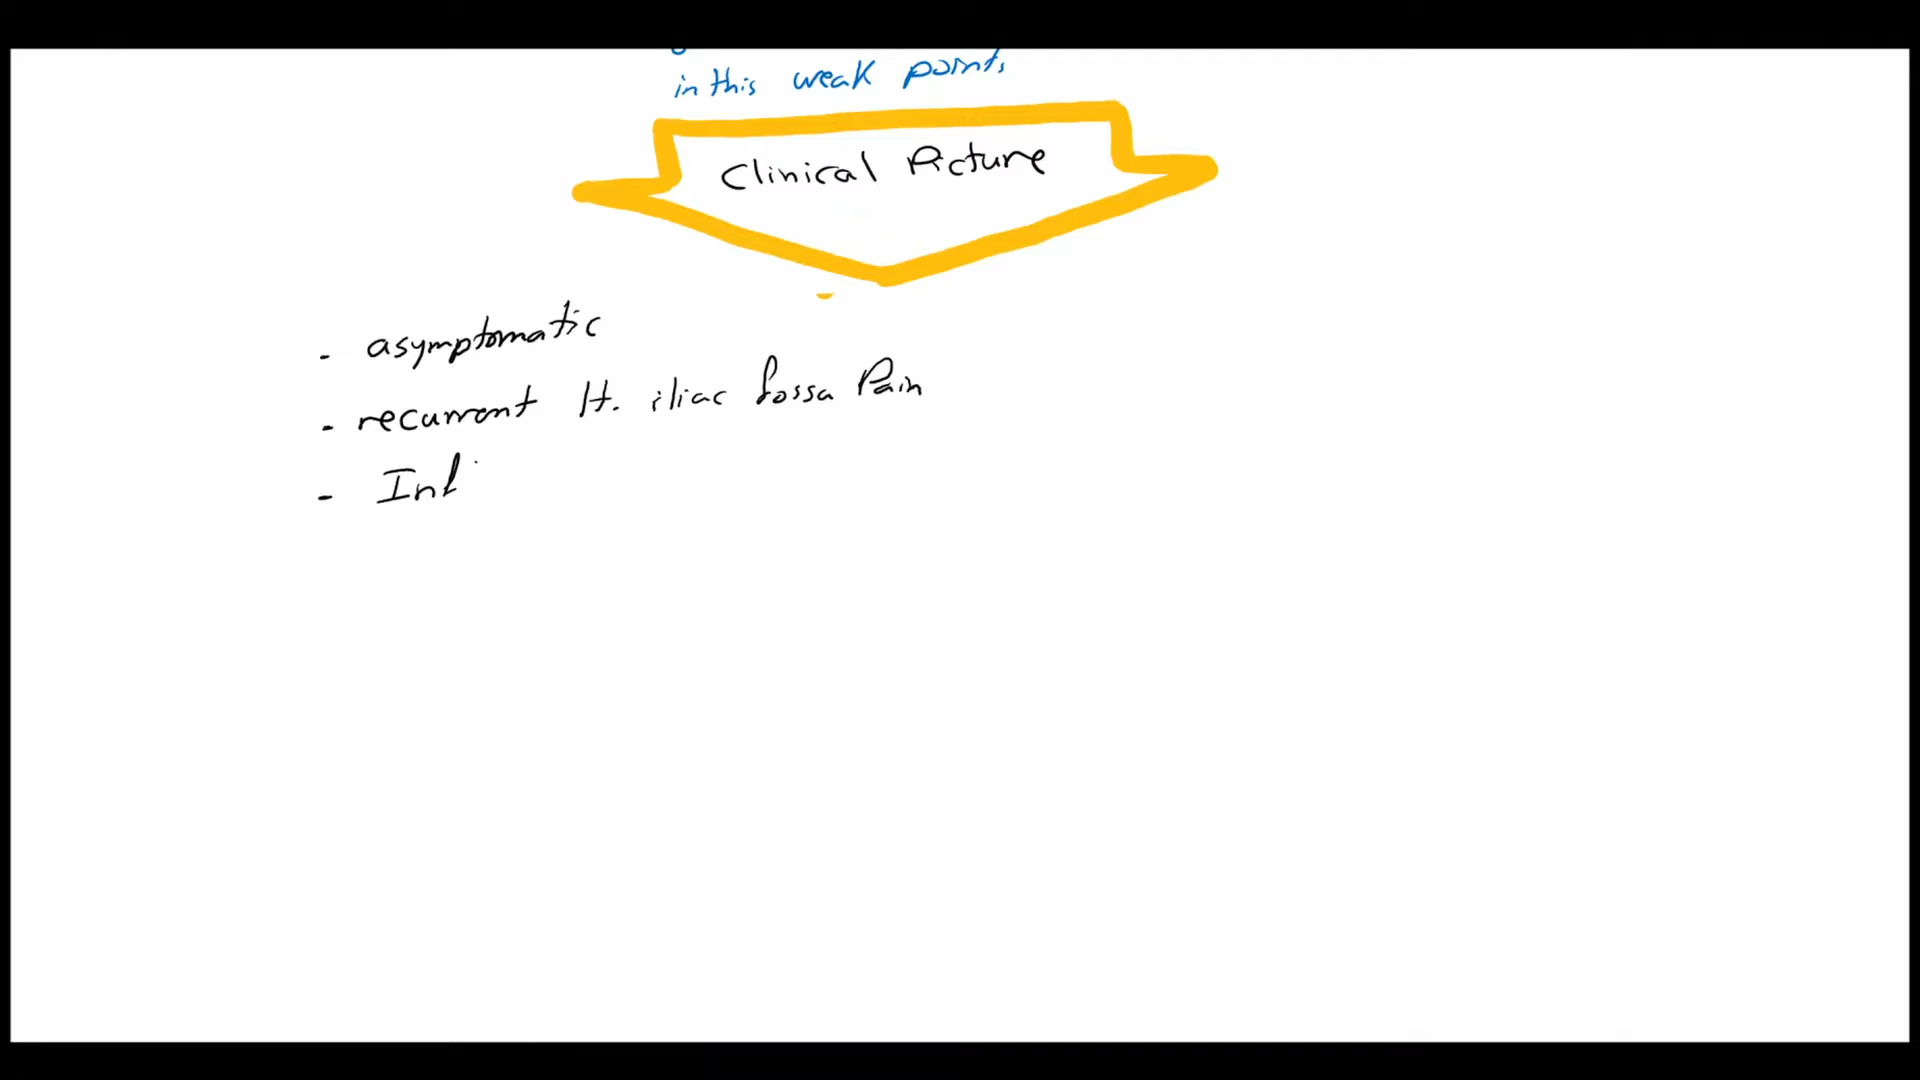 in this weak points
Clinical Picture
- asymptomatic
- recurrent lt. iliac fossa Pain
- Inf